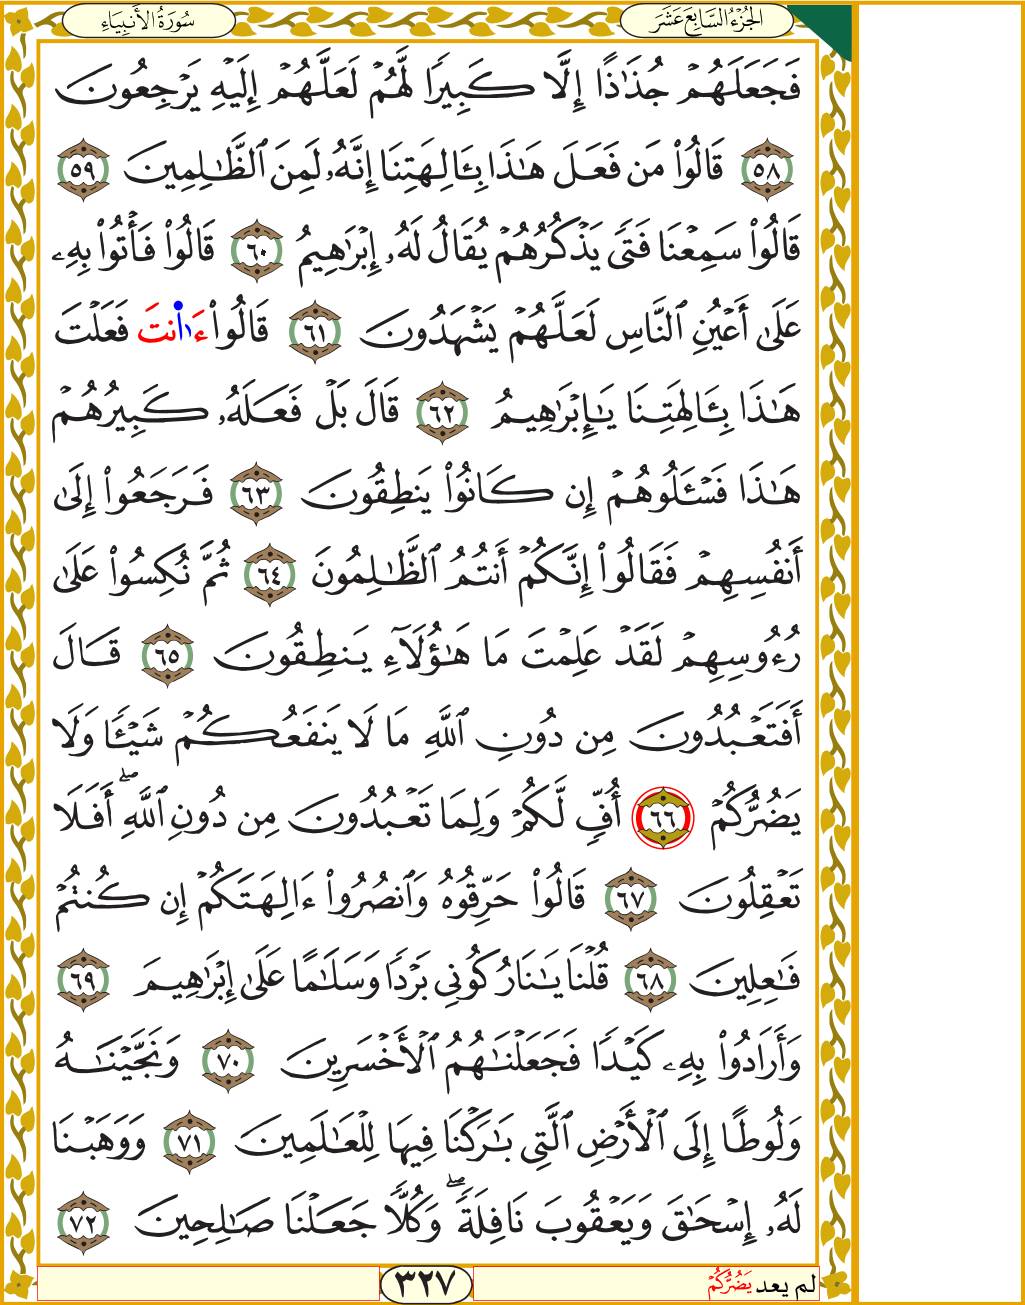 الجُزْءُ السَّابِعَ عَشَرَ
سُورَةُ الأَنبِيَاءِ
فَجَعَلَهُمْ جُذَٰذًا إِلَّا كَبِيرًا لَّهُمْ لَعَلَّهُمْ إِلَيْهِ يَرْجِعُونَ
٥٨ قَالُوا۟ مَن فَعَلَ هَٰذَا بِـَٔالِهَتِنَا إِنَّهُۥ لَمِنَ ٱلظَّٰلِمِينَ ٥٩
قَالُوا۟ سَمِعْنَا فَتًى يَذْكُرُهُمْ يُقَالُ لَهُۥ إِبْرَٰهِيمُ ٦٠ قَالُوا۟ فَأْتُوا۟ بِهِۦ
عَلَىٰ أَعْيُنِ ٱلنَّاسِ لَعَلَّهُمْ يَشْهَدُونَ ٦١ قَالُوا۟ ءَا۬نتَ فَعَلْتَ
هَٰذَا بِـَٔالِهَتِنَا يَٰإِبْرَٰهِيمُ ٦٢ قَالَ بَلْ فَعَلَهُۥ كَبِيرُهُمْ
هَٰذَا فَسْـَٔلُوهُمْ إِن كَانُوا۟ يَنطِقُونَ ٦٣ فَرَجَعُوا۟ إِلَىٰ
أَنفُسِهِمْ فَقَالُوا۟ إِنَّكُمْ أَنتُمُ ٱلظَّٰلِمُونَ ٦٤ ثُمَّ نُكِسُوا۟ عَلَىٰ
رُءُوسِهِمْ لَقَدْ عَلِمْتَ مَا هَٰؤُلَآءِ يَنطِقُونَ ٦٥ قَالَ
أَفَتَعْبُدُونَ مِن دُونِ ٱللَّهِ مَا لَا يَنفَعُكُمْ شَيْـًٔا وَلَا
يَضُرُّكُمْ ٦٦ أُفٍّ لَّكُمْ وَلِمَا تَعْبُدُونَ مِن دُونِ ٱللَّهِ ۖ أَفَلَا
تَعْقِلُونَ ٦٧ قَالُوا۟ حَرِّقُوهُ وَٱنصُرُوا۟ ءَالِهَتَكُمْ إِن كُنتُمْ
فَٰعِلِينَ ٦٨ قُلْنَا يَٰنَارُ كُونِي بَرْدًا وَسَلَٰمًا عَلَىٰ إِبْرَٰهِيمَ ٦٩
وَأَرَادُوا۟ بِهِۦ كَيْدًا فَجَعَلْنَٰهُمُ ٱلْأَخْسَرِينَ ٧٠ وَنَجَّيْنَٰهُ
وَلُوطًا إِلَى ٱلْأَرْضِ ٱلَّتِي بَٰرَكْنَا فِيهَا لِلْعَٰلَمِينَ ٧١ وَوَهَبْنَا
لَهُۥ إِسْحَٰقَ وَيَعْقُوبَ نَافِلَةً ۖ وَكُلًّا جَعَلْنَا صَٰلِحِينَ ٧٢
لم يعد يَضُرُّكُمْ
٣٢٧